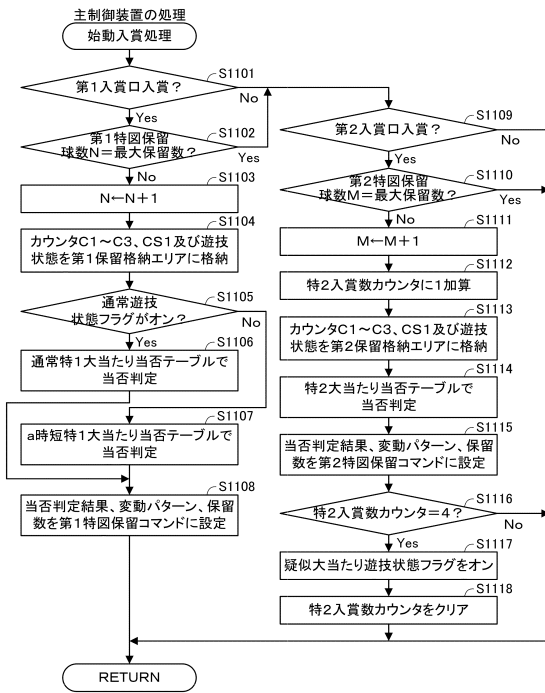 主制御装置の処理
始動入賞処理
S1101
第1入賞口入賞？
No
Yes
S1102
第1特図保留
球数N＝最大保留数？
Yes
No
S1103
N←N＋1
S1104
カウンタC1～C3、CS1及び遊技
状態を第1保留格納エリアに格納
S1105
通常遊技
状態フラグがオン？
No
Yes
S1106
通常特1大当たり当否テーブルで
当否判定
S1107
a時短特1大当たり当否テーブルで
当否判定
S1108
当否判定結果、変動パターン、保留
数を第1特図保留コマンドに設定
S1109
第2入賞口入賞？
No
Yes
S1110
第2特図保留
球数M＝最大保留数？
Yes
No
S1111
M←M＋1
S1112
特2入賞数カウンタに1加算
S1113
カウンタC1～C3、CS1及び遊技
状態を第2保留格納エリアに格納
S1114
特2大当たり当否テーブルで
当否判定
S1115
当否判定結果、変動パターン、保留
数を第2特図保留コマンドに設定
S1116
特2入賞数カウンタ＝4？
No
Yes
S1117
疑似大当たり遊技状態フラグをオン
S1118
特2入賞数カウンタをクリア
RETURN